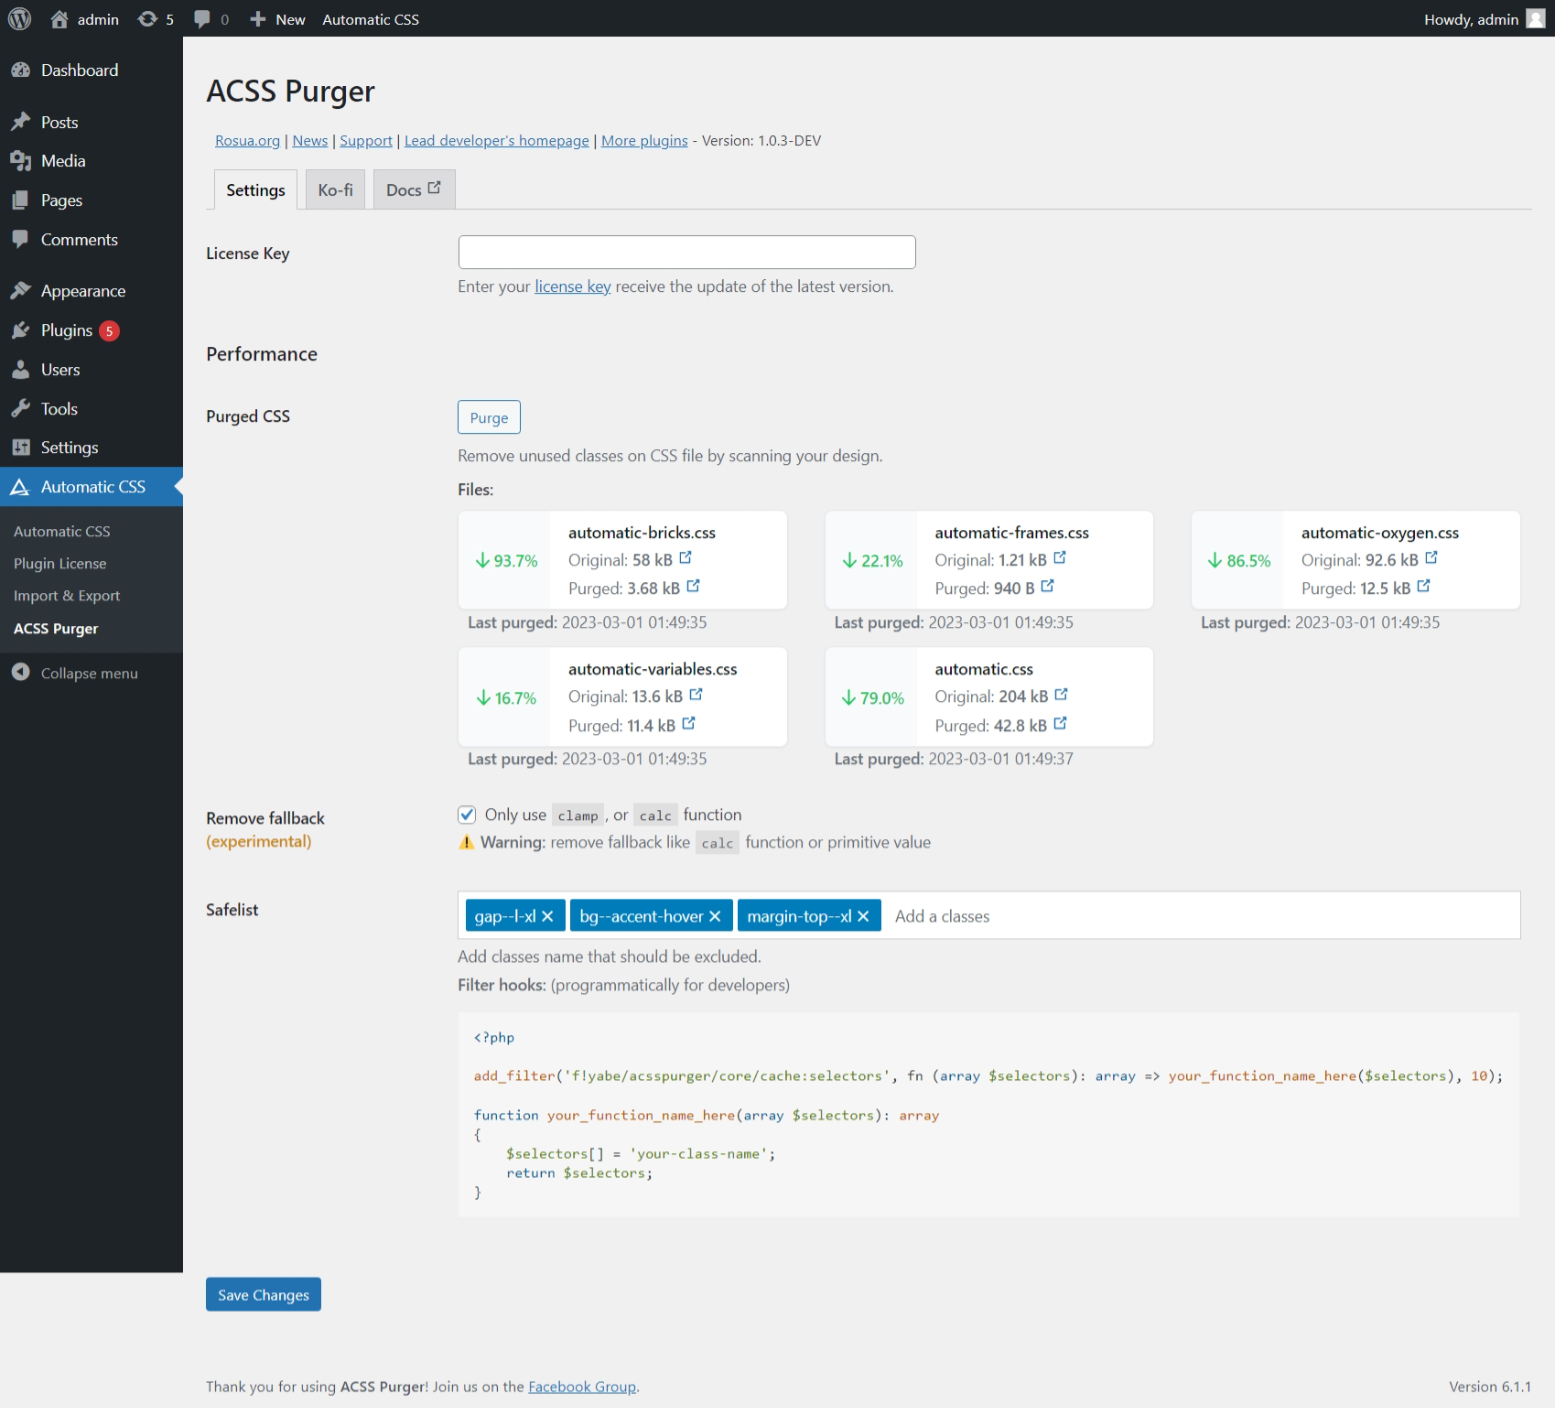 admin 5 0 New Automatic CSS Howdy, admin
Dashboard
Posts
Media
Pages
Comments
Appearance
Plugins 5
Users
Tools
Settings
Automatic CSS
Automatic CSS
Plugin License
Import & Export
ACSS Purger
Collapse menu
ACSS Purger
Rosua.org | News | Support | Lead developer's homepage | More plugins - Version: 1.0.3-DEV
Settings Ko-fi Docs
License Key
Enter your license key receive the update of the latest version.
Performance
Purged CSS
Purge
Remove unused classes on CSS file by scanning your design.
Files:
93.7%
automatic-bricks.css
Original: 58 kB
Purged: 3.68 kB
Last purged: 2023-03-01 01:49:35
22.1%
automatic-frames.css
Original: 1.21 kB
Purged: 940 B
Last purged: 2023-03-01 01:49:35
86.5%
automatic-oxygen.css
Original: 92.6 kB
Purged: 12.5 kB
Last purged: 2023-03-01 01:49:35
16.7%
automatic-variables.css
Original: 13.6 kB
Purged: 11.4 kB
Last purged: 2023-03-01 01:49:35
79.0%
automatic.css
Original: 204 kB
Purged: 42.8 kB
Last purged: 2023-03-01 01:49:37
Remove fallback
(experimental)
Only use clamp, or calc function
Warning: remove fallback like calc function or primitive value
Safelist
gap--l-xl × bg--accent-hover × margin-top--xl × Add a classes
Add classes name that should be excluded.
Filter hooks: (programmatically for developers)
<?php
add_filter('f!yabe/acsspurger/core/cache:selectors', fn (array $selectors): array => your_function_name_here($selectors), 10);
function your_function_name_here(array $selectors): array
{
$selectors[] = 'your-class-name';
return $selectors;
}
Save Changes
Thank you for using ACSS Purger! Join us on the Facebook Group.
Version 6.1.1